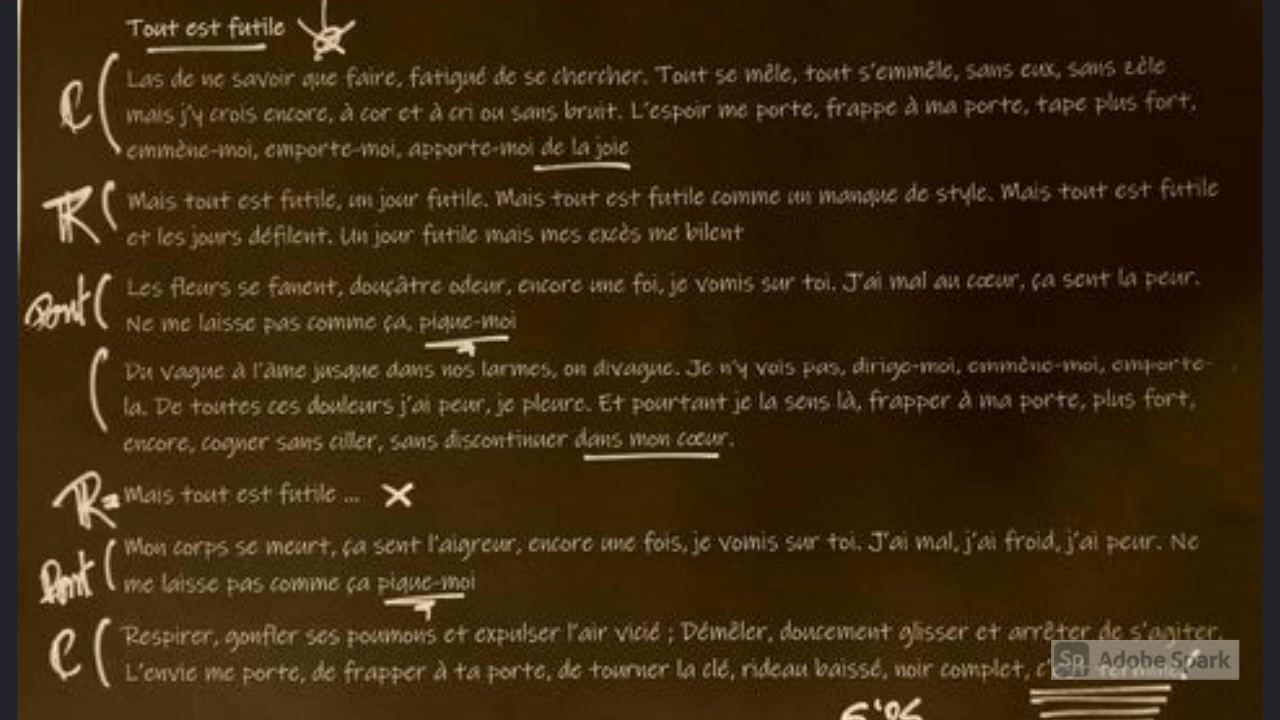 Tout est futile
C Las de ne savoir que faire, fatigué de se chercher. Tout se mêle, tout s'emmêle, sans eux, sans zèle
mais j'y crois encore, à cor et à cri ou sans bruit. L'espoir me porte, frappe à ma porte, tape plus fort,
emmène-moi, emporte-moi, apporte-moi de la joie
R Mais tout est futile, un jour futile. Mais tout est futile comme un manque de style. Mais tout est futile
et les jours défilent. Un jour futile mais mes excès me bilent
Pont Les fleurs se fanent, douçâtre odeur, encore une foi, je vomis sur toi. J'ai mal au cœur, ça sent la peur.
Ne me laisse pas comme ça, pique-moi
Du vague à l'âme jusque dans nos larmes, on divague. Je n'y vois pas, dirige-moi, emmène-moi, emporte-
la. De toutes ces douleurs j'ai peur, je pleure. Et pourtant je la sens là, frapper à ma porte, plus fort,
encore, cogner sans ciller, sans discontinuer dans mon cœur.
R= Mais tout est futile ... X
Pont Mon corps se meurt, ça sent l'aigreur, encore une fois, je vomis sur toi. J'ai mal, j'ai froid, j'ai peur. Ne
me laisse pas comme ça pique-moi
C Respirer, gonfler ses poumons et expulser l'air vicié ; Démêler, doucement glisser et arrêter de s'agiter.
L'envie me porte, de frapper à ta porte, de tourner la clé, rideau baissé, noir complet,
Sp Adobe Spark